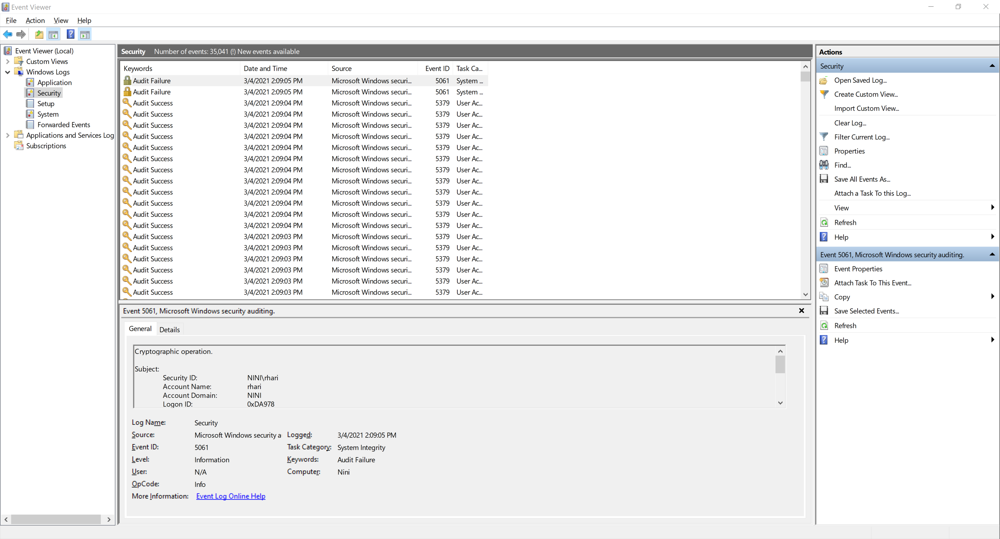 Event Viewer
File Action View Help
Event Viewer (Local)
Custom Views
Windows Logs
Application
Security
Setup
System
Forwarded Events
Applications and Services Log
Subscriptions
Security Number of events: 35,041 (!) New events available
Keywords Date and Time Source Event ID Task Ca...
Audit Failure 3/4/2021 2:09:05 PM Microsoft Windows securi... 5061 System ...
Audit Failure 3/4/2021 2:09:05 PM Microsoft Windows securi... 5061 System ...
Audit Success 3/4/2021 2:09:04 PM Microsoft Windows securi... 5379 User Ac...
Audit Success 3/4/2021 2:09:04 PM Microsoft Windows securi... 5379 User Ac...
Audit Success 3/4/2021 2:09:04 PM Microsoft Windows securi... 5379 User Ac...
Audit Success 3/4/2021 2:09:04 PM Microsoft Windows securi... 5379 User Ac...
Audit Success 3/4/2021 2:09:04 PM Microsoft Windows securi... 5379 User Ac...
Audit Success 3/4/2021 2:09:04 PM Microsoft Windows securi... 5379 User Ac...
Audit Success 3/4/2021 2:09:04 PM Microsoft Windows securi... 5379 User Ac...
Audit Success 3/4/2021 2:09:04 PM Microsoft Windows securi... 5379 User Ac...
Audit Success 3/4/2021 2:09:04 PM Microsoft Windows securi... 5379 User Ac...
Audit Success 3/4/2021 2:09:04 PM Microsoft Windows securi... 5379 User Ac...
Audit Success 3/4/2021 2:09:04 PM Microsoft Windows securi... 5379 User Ac...
Audit Success 3/4/2021 2:09:04 PM Microsoft Windows securi... 5379 User Ac...
Audit Success 3/4/2021 2:09:03 PM Microsoft Windows securi... 5379 User Ac...
Audit Success 3/4/2021 2:09:03 PM Microsoft Windows securi... 5379 User Ac...
Audit Success 3/4/2021 2:09:03 PM Microsoft Windows securi... 5379 User Ac...
Audit Success 3/4/2021 2:09:03 PM Microsoft Windows securi... 5379 User Ac...
Audit Success 3/4/2021 2:09:03 PM Microsoft Windows securi... 5379 User Ac...
Audit Success 3/4/2021 2:09:03 PM Microsoft Windows securi... 5379 User Ac...
Event 5061, Microsoft Windows security auditing.
General Details
Cryptographic operation.
Subject:
Security ID: NINI\rhari
Account Name: rhari
Account Domain: NINI
Logon ID: 0xDA978
Log Name: Security
Source: Microsoft Windows security a Logged: 3/4/2021 2:09:05 PM
Event ID: 5061 Task Category: System Integrity
Level: Information Keywords: Audit Failure
User: N/A Computer: Nini
OpCode: Info
More Information: Event Log Online Help
Actions
Security
Open Saved Log...
Create Custom View...
Import Custom View...
Clear Log...
Filter Current Log...
Properties
Find...
Save All Events As...
Attach a Task To this Log...
View
Refresh
Help
Event 5061, Microsoft Windows security auditing.
Event Properties
Attach Task To This Event...
Copy
Save Selected Events...
Refresh
Help